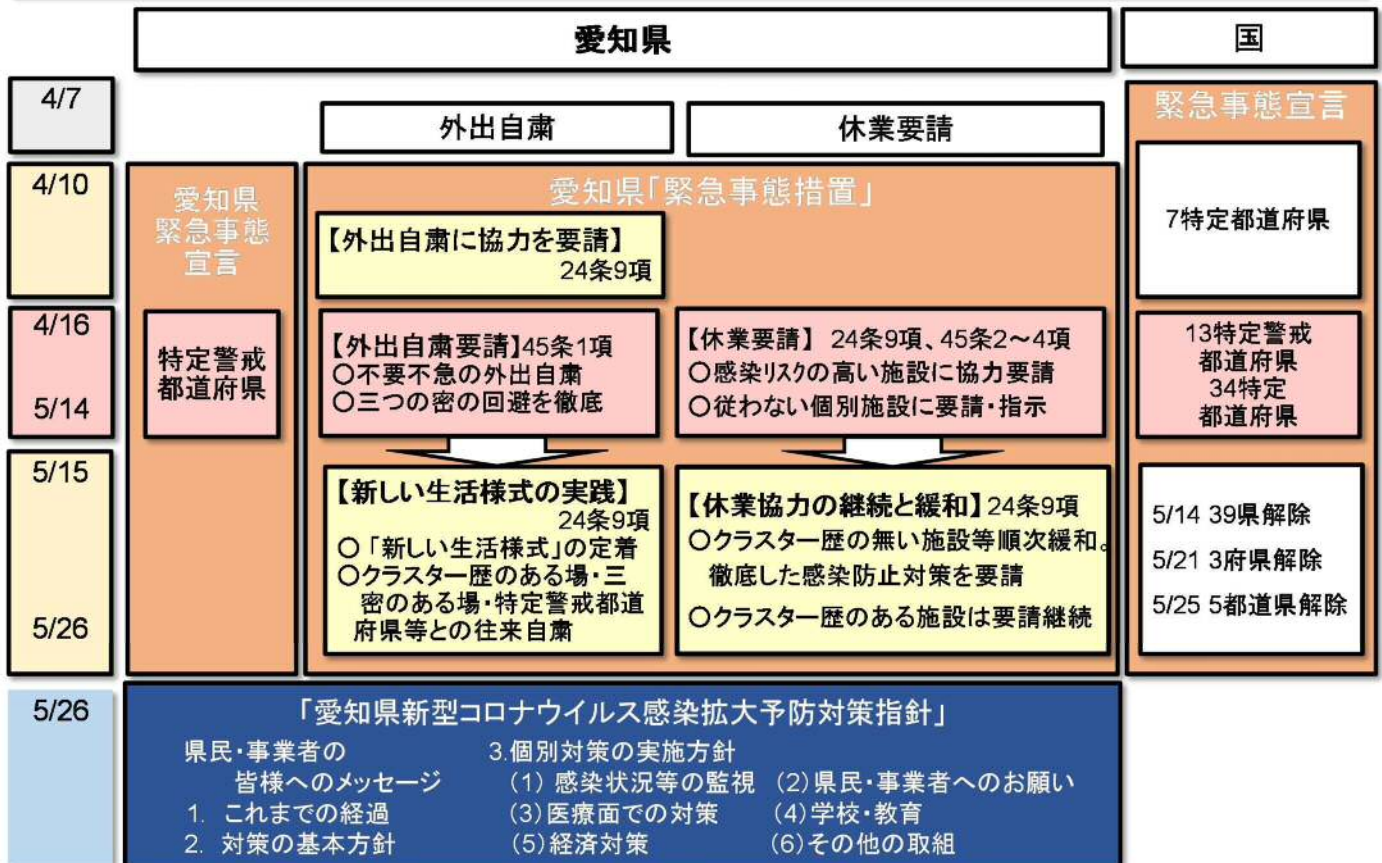 愛知県
国
4/7
外出自粛
休業要請
緊急事態宣言
4/10
愛知県
緊急事態
宣言
愛知県「緊急事態措置」
【外出自粛に協力を要請】
24条9項
7特定都道府県
4/16
5/14
特定警戒
都道府県
【外出自粛要請】45条1項
○不要不急の外出自粛
○三つの密の回避を徹底
【休業要請】 24条9項、45条2~4項
○感染リスクの高い施設に協力要請
○従わない個別施設に要請・指示
13特定警戒
都道府県
34特定
都道府県
5/15
5/26
【新しい生活様式の実践】
24条9項
○「新しい生活様式」の定着
○クラスター歴のある場・三
密のある場・特定警戒都道
府県等との往来自粛
【休業協力の継続と緩和】24条9項
○クラスター歴の無い施設等順次緩和。
徹底した感染防止対策を要請
○クラスター歴のある施設は要請継続
5/14 39県解除
5/21 3府県解除
5/25 5都道県解除
5/26
「愛知県新型コロナウイルス感染拡大予防対策指針」
県民・事業者の
皆様へのメッセージ
1. これまでの経過
2. 対策の基本方針
3.個別対策の実施方針
(1) 感染状況等の監視 (2)県民・事業者へのお願い
(3)医療面での対策 (4)学校・教育
(5)経済対策 (6)その他の取組